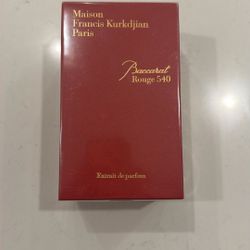 Maison
Francis Kurkdjian
Paris
Baccarat
Rouge 540
Extrait de parfum